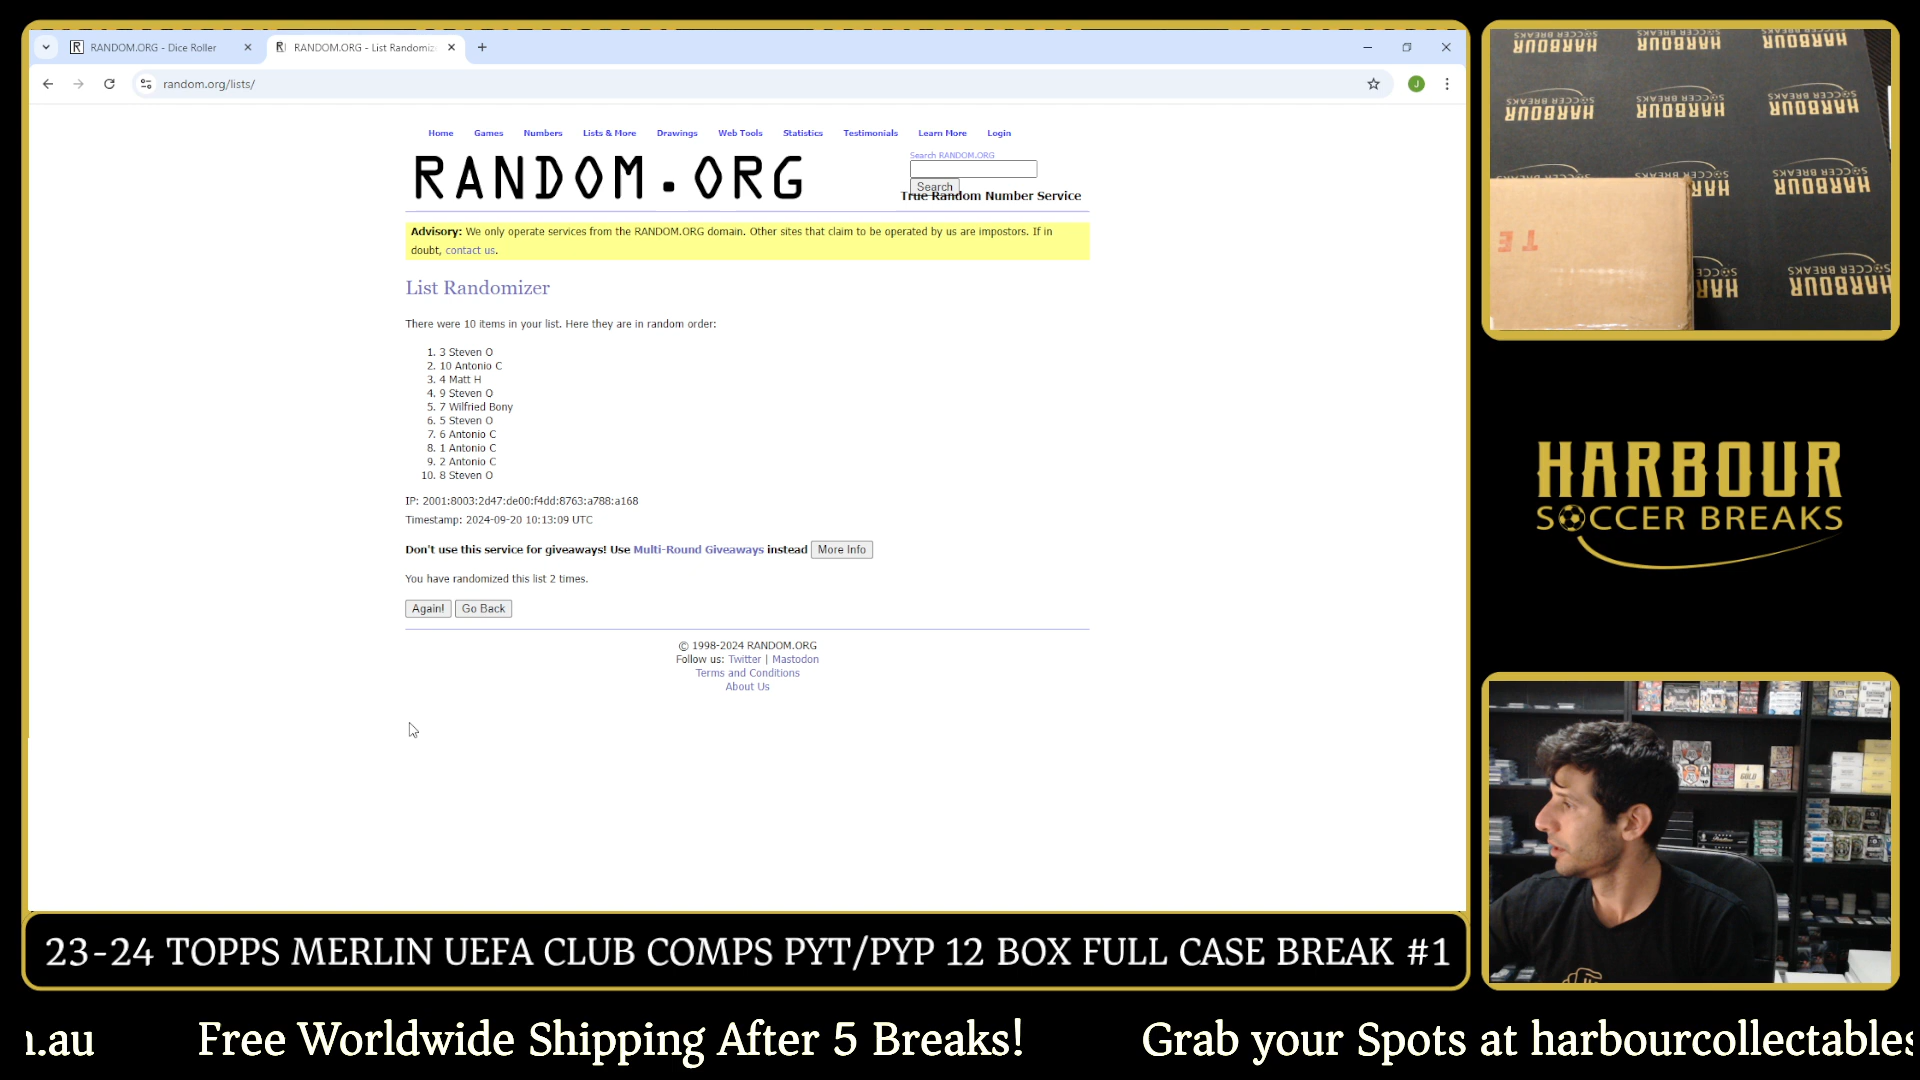 RANDOM.ORG - Dice Roller
RANDOM.ORG - List Randomiz
random.org/lists/
J
Home Games Numbers Lists & More Drawings Web Tools Statistics Testimonials Learn More Login
RANDOM.ORG
Search RANDOM.ORG
Search
True Random Number Service
Advisory: We only operate services from the RANDOM.ORG domain. Other sites that claim to be operated by us are impostors. If in
doubt, contact us.
List Randomizer
There were 10 items in your list. Here they are in random order:
1. 3 Steven O
2. 10 Antonio C
3. 4 Matt H
4. 9 Steven O
5. 7 Wilfried Bony
6. 5 Steven O
7. 6 Antonio C
8. 1 Antonio C
9. 2 Antonio C
10. 8 Steven O
IP: 2001:8003:2d47:de00:f4dd:8763:a788:a168
Timestamp: 2024-09-20 10:13:09 UTC
Don't use this service for giveaways! Use Multi-Round Giveaways instead More Info
You have randomized this list 2 times.
Again! Go Back
© 1998-2024 RANDOM.ORG
Follow us: Twitter | Mastodon
Terms and Conditions
About Us
HARBOUR
SOCCER BREAKS
23-24 TOPPS MERLIN UEFA CLUB COMPS PYT/PYP 12 BOX FULL CASE BREAK #1
n.au Free Worldwide Shipping After 5 Breaks! Grab your Spots at harbourcollectables